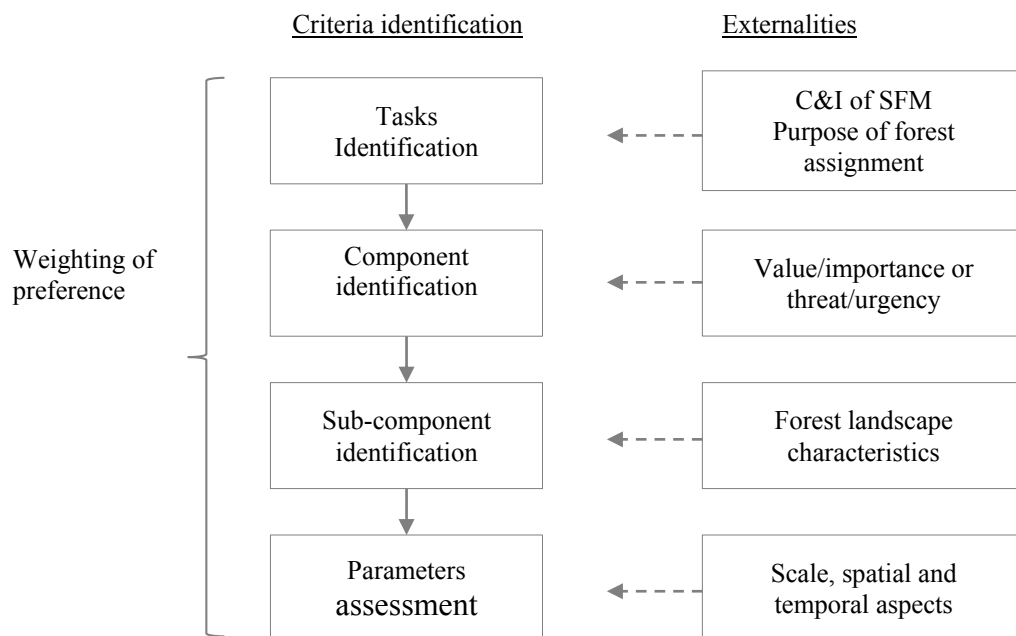 Criteria identification
Externalities
Tasks
Identification
C&I of SFM
Purpose of forest
assignment
Weighting of
preference
Component
identification
Value/importance or
threat/urgency
Sub-component
identification
Forest landscape
characteristics
Parameters
assessment
Scale, spatial and
temporal aspects